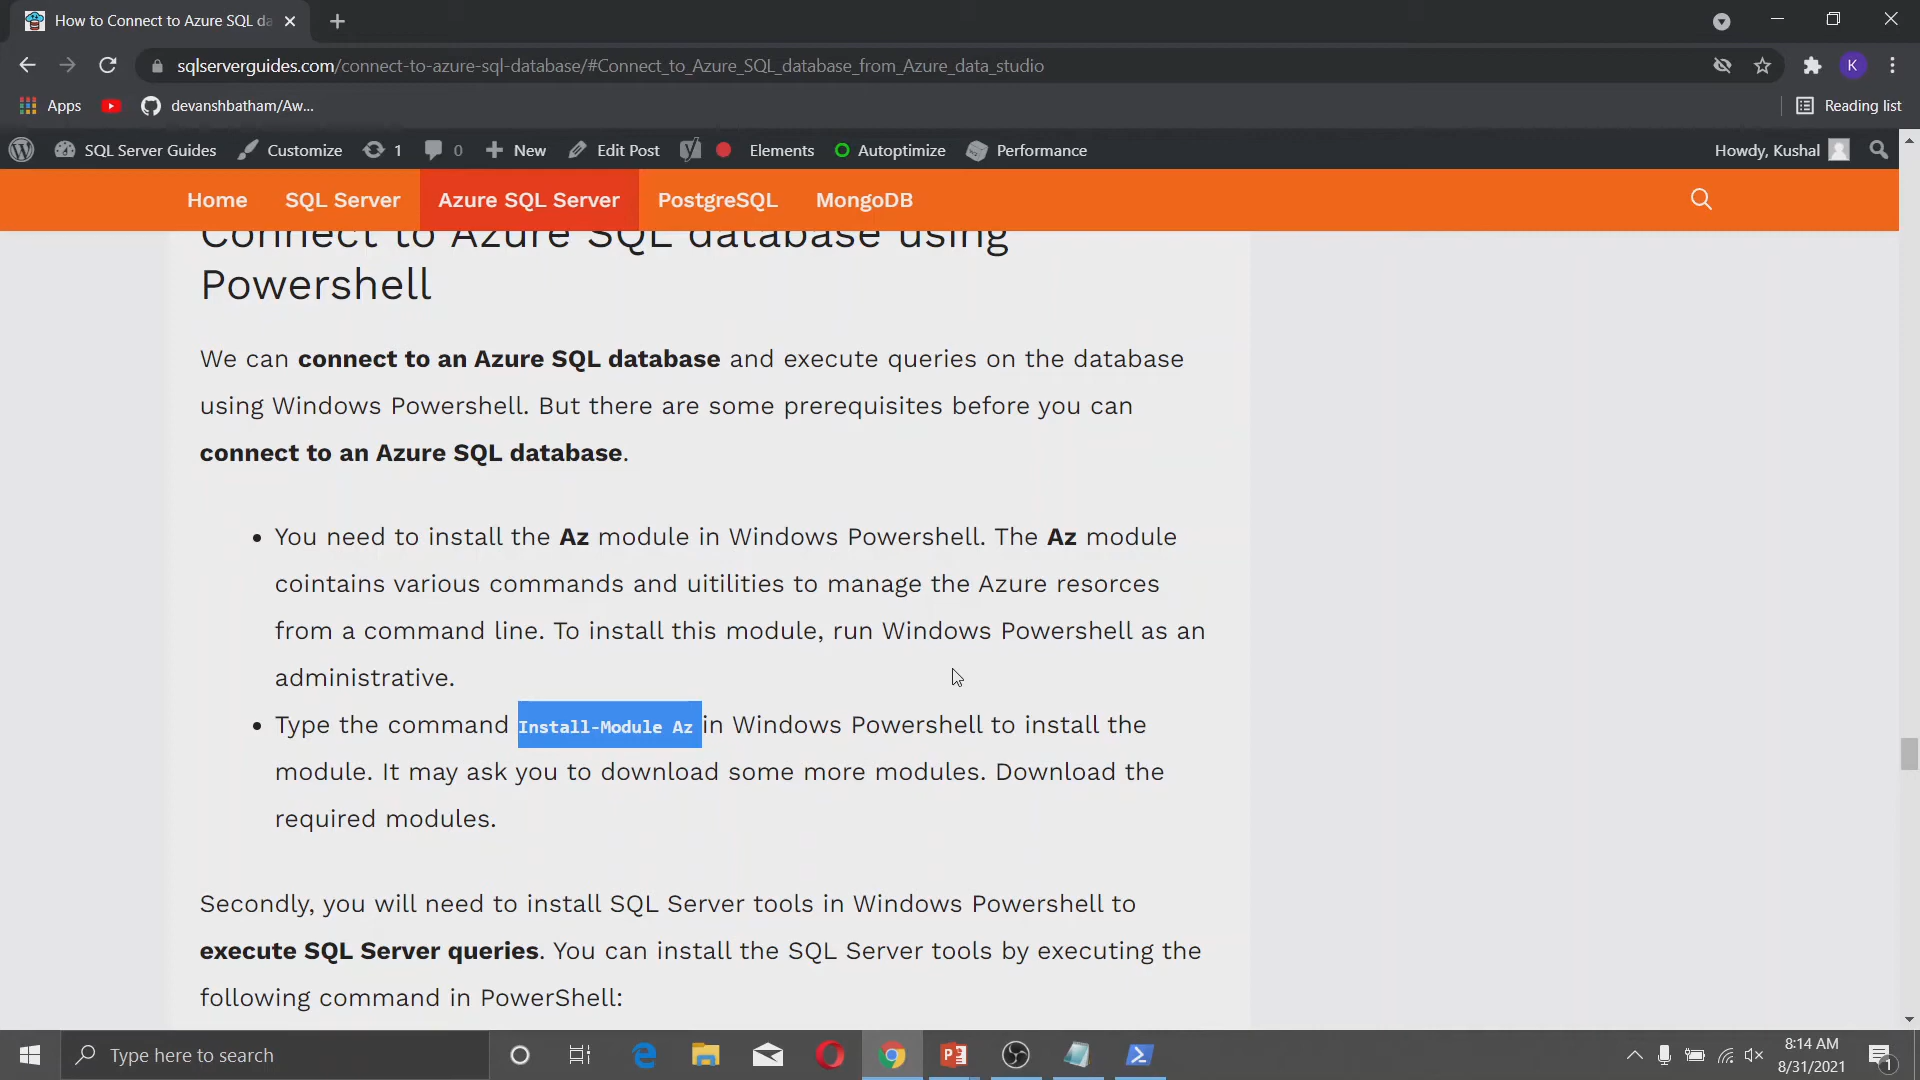 How to Connect to Azure SQL da
sqlserverguides.com/connect-to-azure-sql-database/#Connect_to_Azure_SQL_database_from_Azure_data_studio
K
Apps
devanshbatham/Aw...
Reading list
SQL Server Guides
Customize
1
0
New
Edit Post
Elements
Autoptimize
Performance
Howdy, Kushal
Home
SQL Server
Azure SQL Server
PostgreSQL
MongoDB
Connect to Azure SQL database using
Powershell
We can connect to an Azure SQL database and execute queries on the database
using Windows Powershell. But there are some prerequisites before you can
connect to an Azure SQL database.
You need to install the Az module in Windows Powershell. The Az module
cointains various commands and uitilities to manage the Azure resorces
from a command line. To install this module, run Windows Powershell as an
administrative.
Type the command Install-Module Az in Windows Powershell to install the
module. It may ask you to download some more modules. Download the
required modules.
Secondly, you will need to install SQL Server tools in Windows Powershell to
execute SQL Server queries. You can install the SQL Server tools by executing the
following command in PowerShell:
Type here to search
8:14 AM
8/31/2021
1